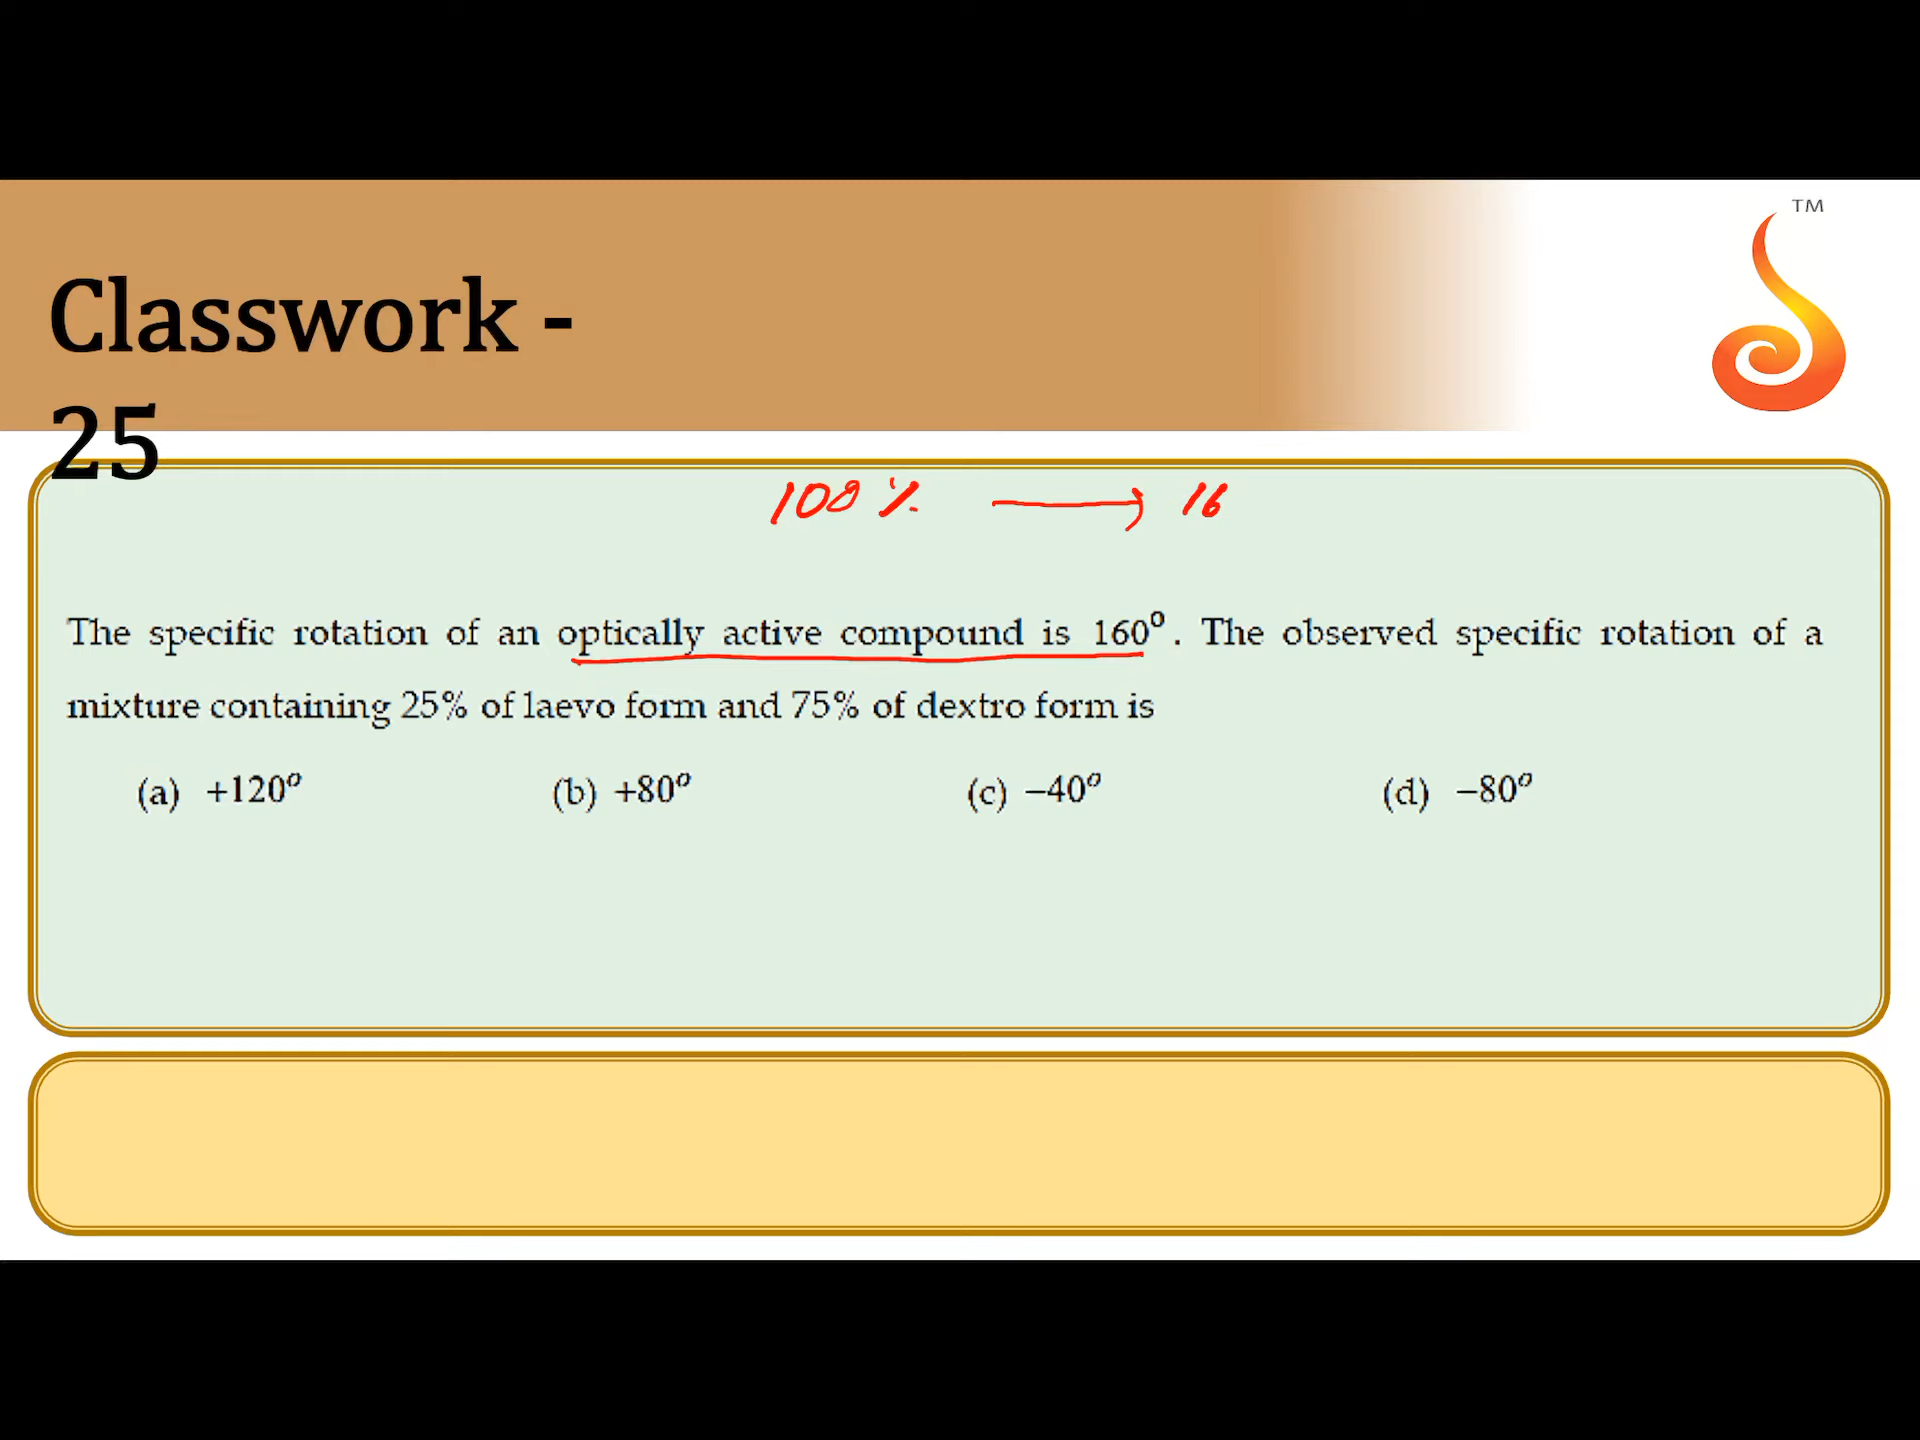 TM
Classwork -
25
100% → 16
The specific rotation of an optically active compound is 160°. The observed specific rotation of a
mixture containing 25% of laevo form and 75% of dextro form is
(a) +120° (b) +80° (c) –40° (d) –80°